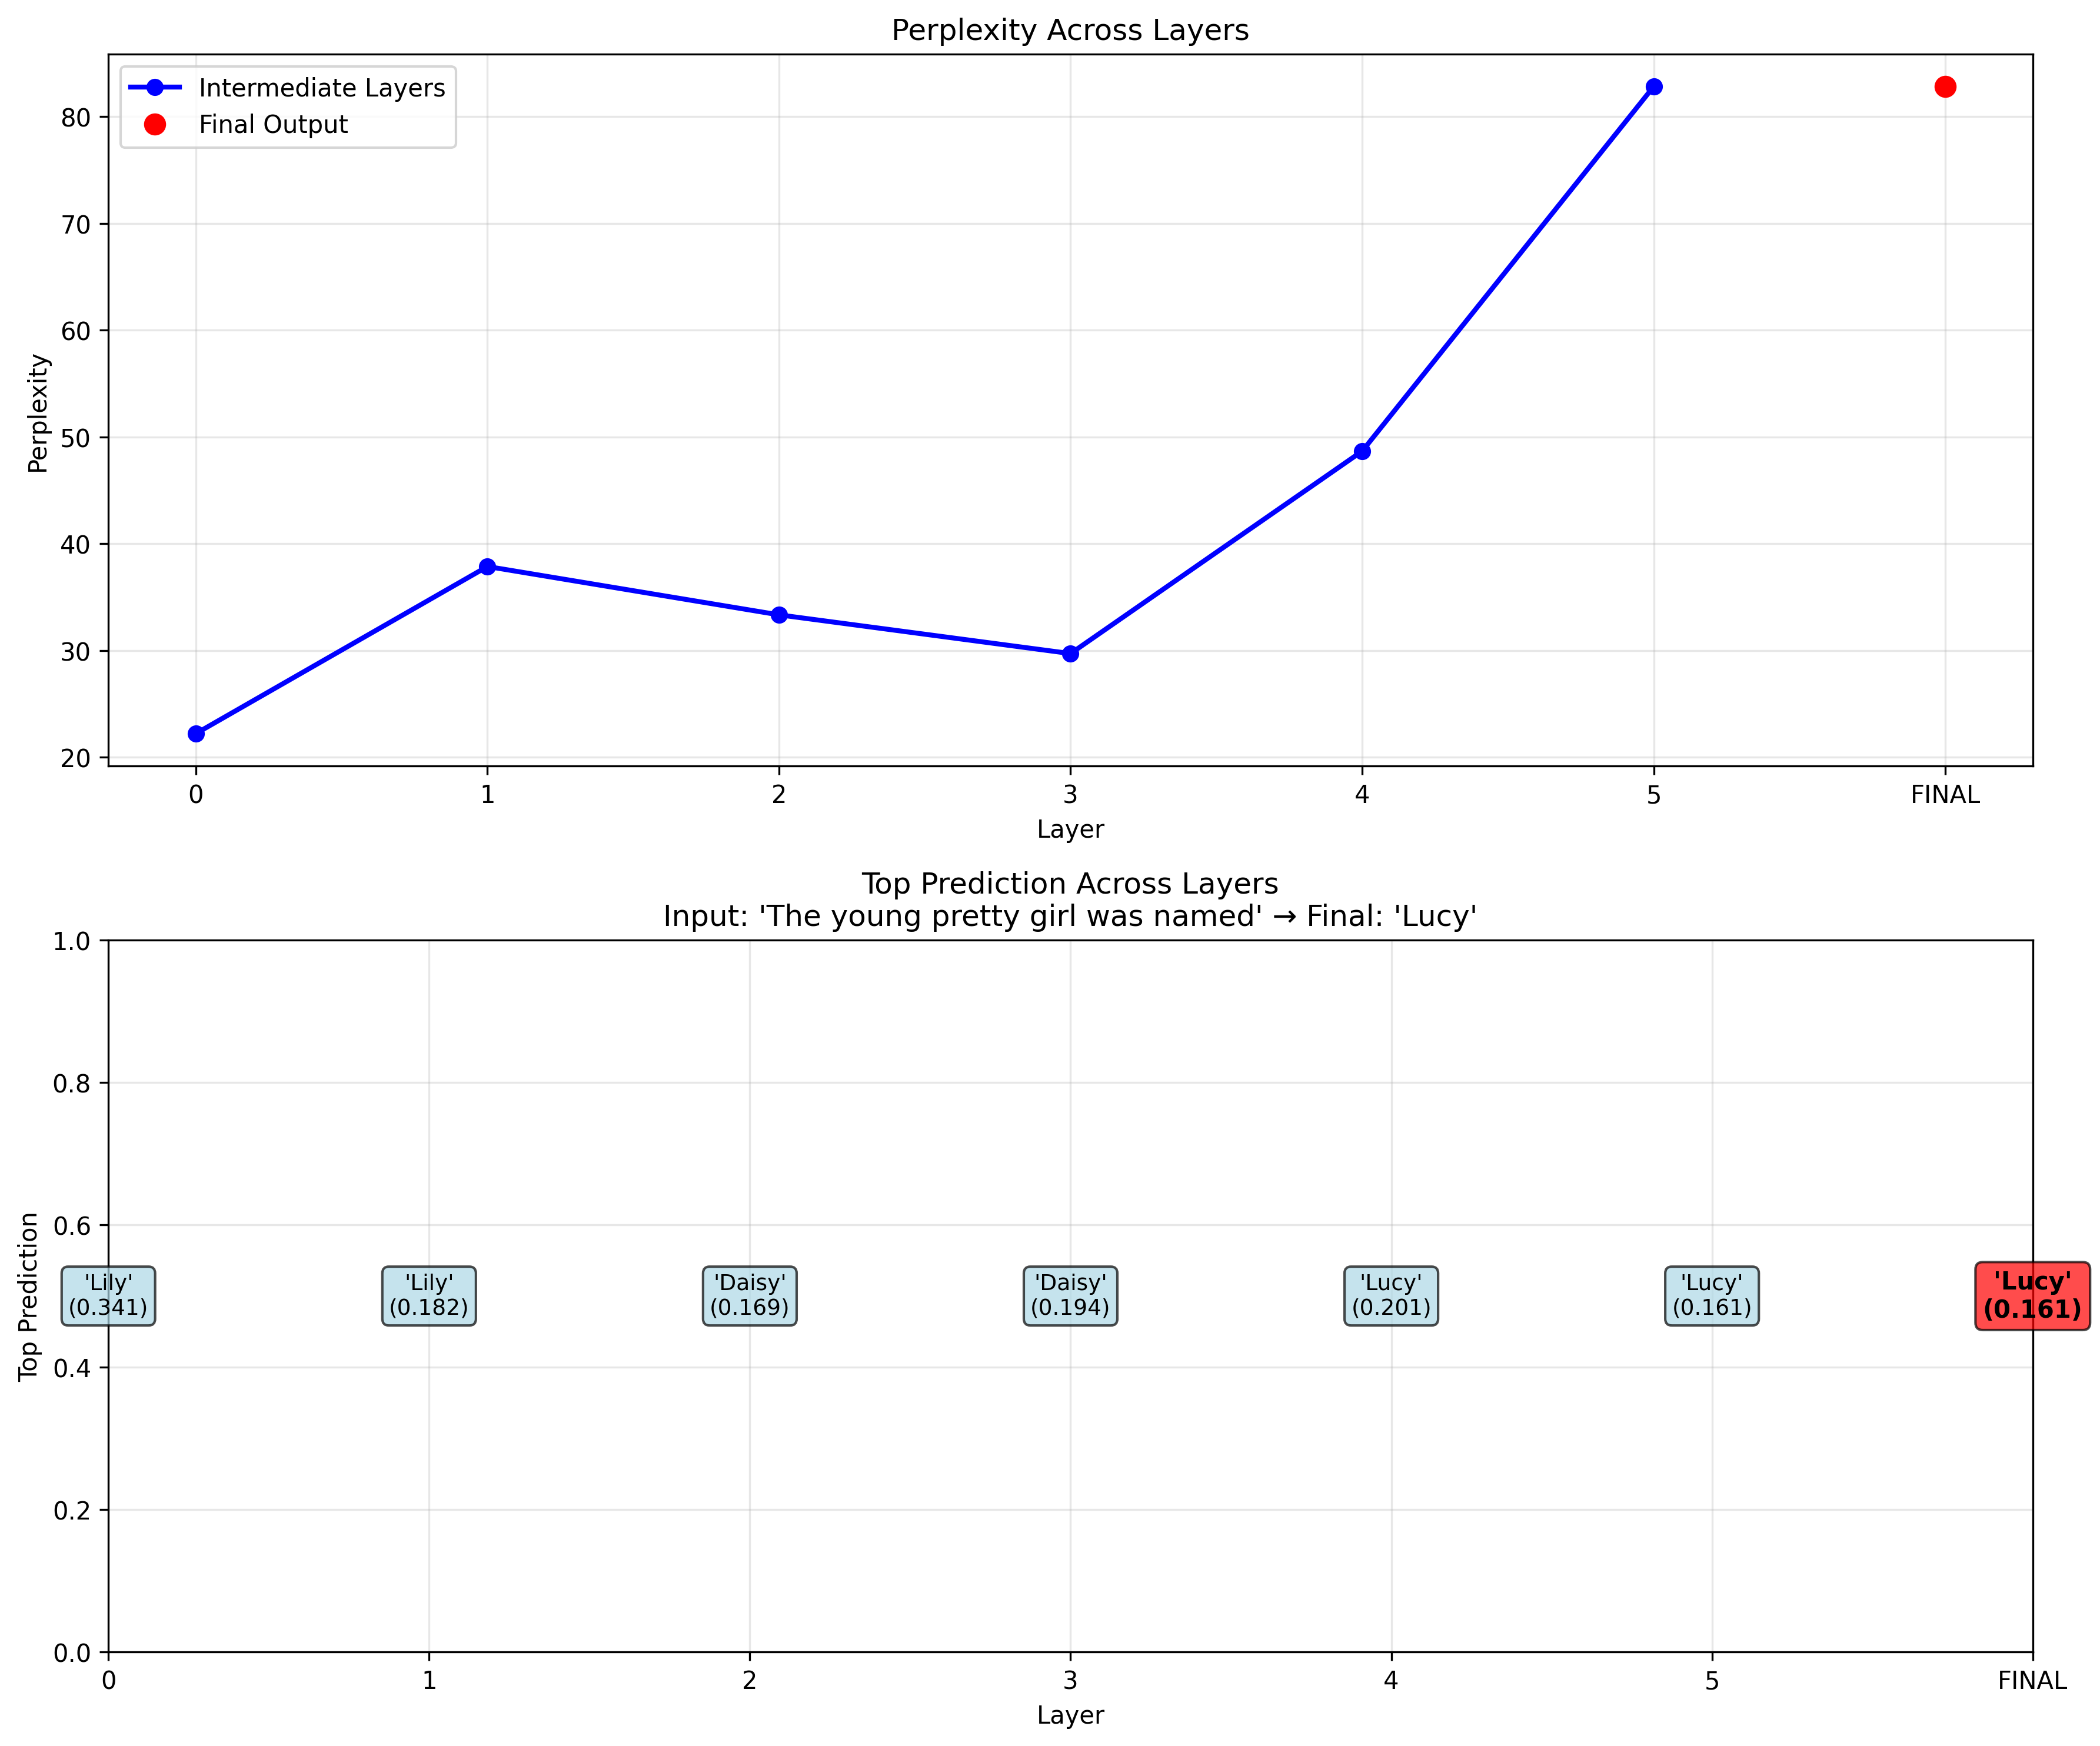 Perplexity Across Layers
Intermediate Layers
Final Output
Perplexity
80
70
60
50
40
30
20
0 1 2 3 4 5 FINAL
Layer
Top Prediction Across Layers
Input: 'The young pretty girl was named' → Final: 'Lucy'
Top Prediction
1.0
0.8
0.6
0.4
0.2
0.0
'Lily'
(0.341)
'Lily'
(0.182)
'Daisy'
(0.169)
'Daisy'
(0.194)
'Lucy'
(0.201)
'Lucy'
(0.161)
'Lucy'
(0.161)
0 1 2 3 4 5 FINAL
Layer